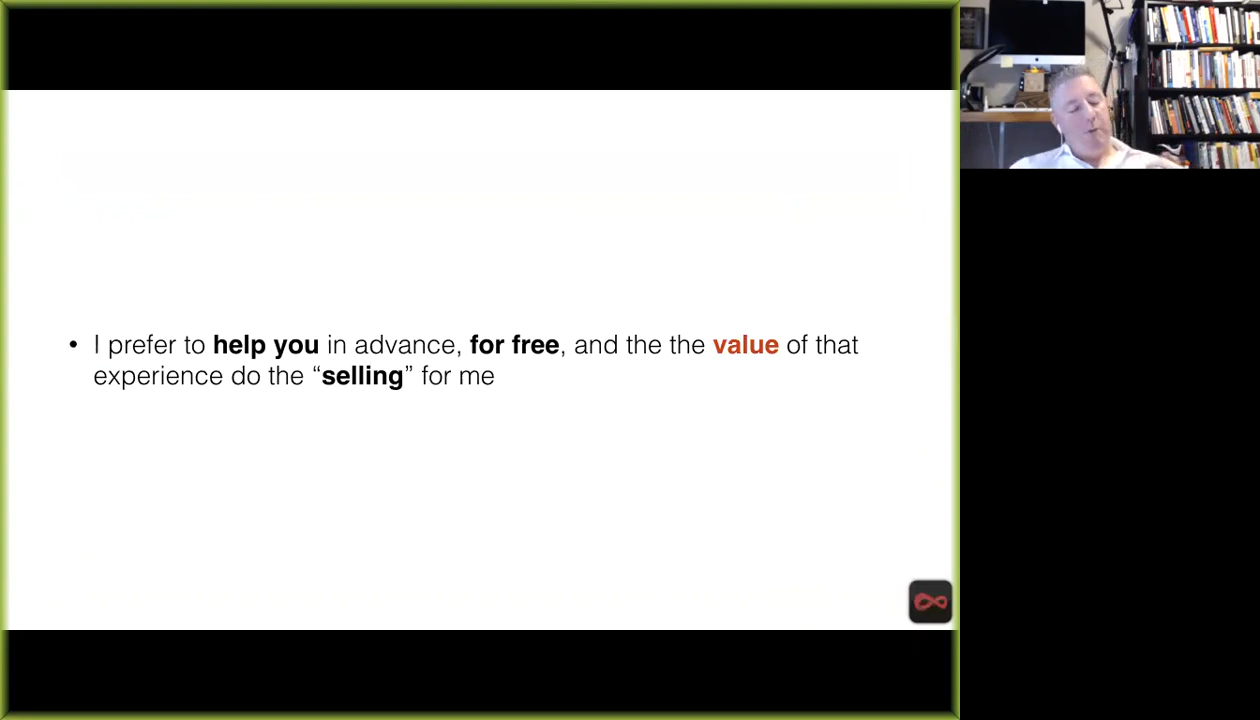 • I prefer to help you in advance, for free, and the the value of that
experience do the “selling” for me